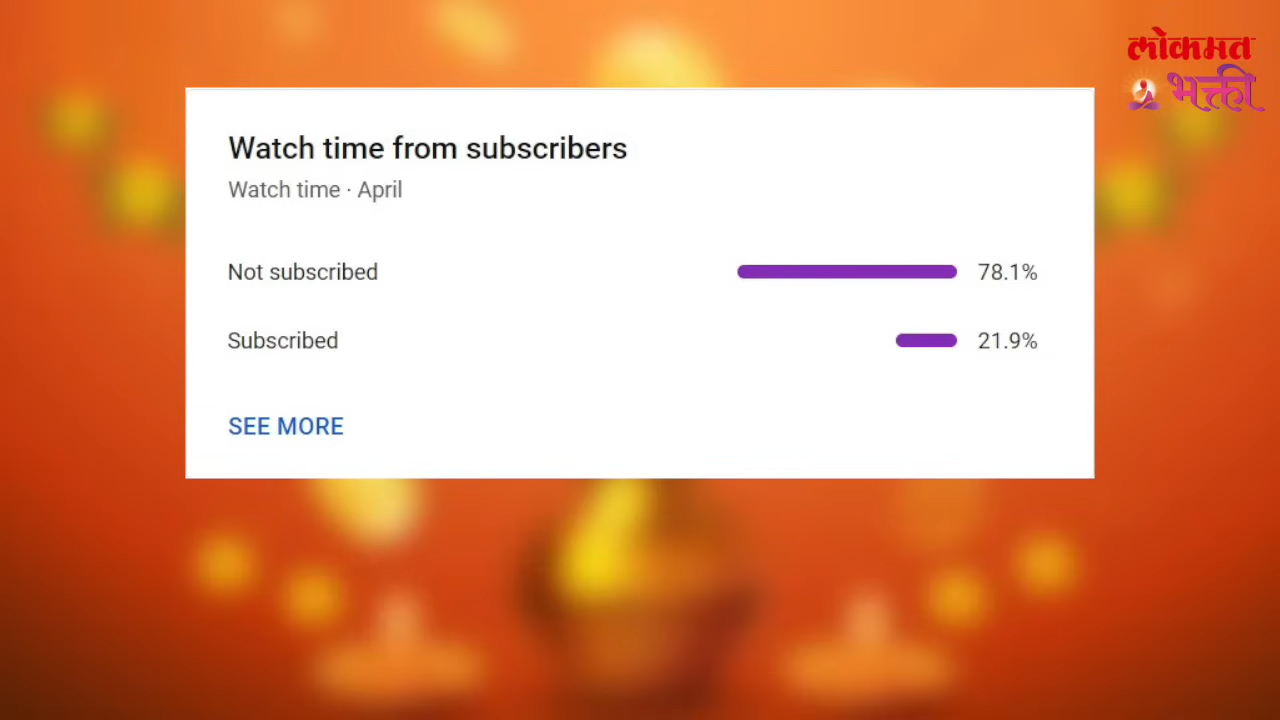 लोकमत
भक्ती
Watch time from subscribers
Watch time · April
Not subscribed 78.1%
Subscribed 21.9%
SEE MORE